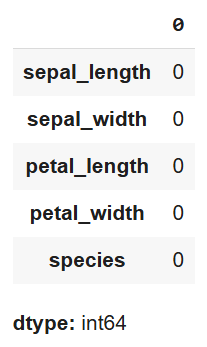 0
sepal_length 0
sepal_width 0
petal_length 0
petal_width 0
species 0
dtype: int64